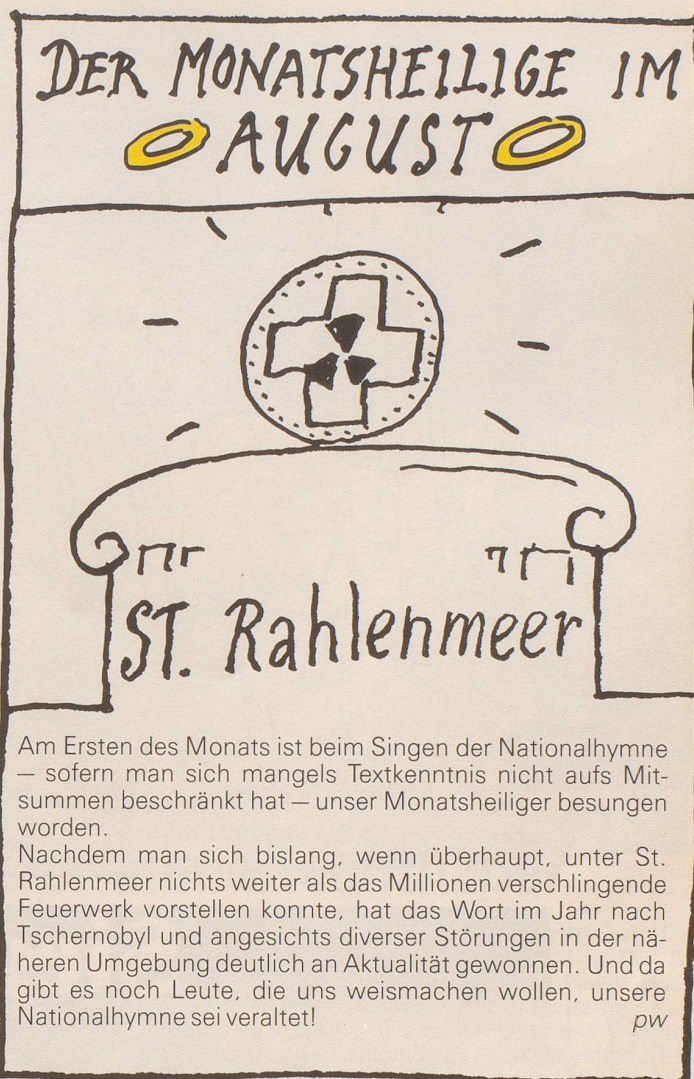 DER MONATSHEILIGE IM
AUGUST
ST. Rahlenmeer
Am Ersten des Monats ist beim Singen der Nationalhymne
— sofern man sich mangels Textkenntnis nicht aufs Mit-
summen beschränkt hat — unser Monatsheiliger besungen
worden.
Nachdem man sich bislang, wenn überhaupt, unter St.
Rahlenmeer nichts weiter als das Millionen verschlingende
Feuerwerk vorstellen konnte, hat das Wort im Jahr nach
Tschernobyl und angesichts diverser Störungen in der nä-
heren Umgebung deutlich an Aktualität gewonnen. Und da
gibt es noch Leute, die uns weismachen wollen, unsere
Nationalhymne sei veraltet! pw